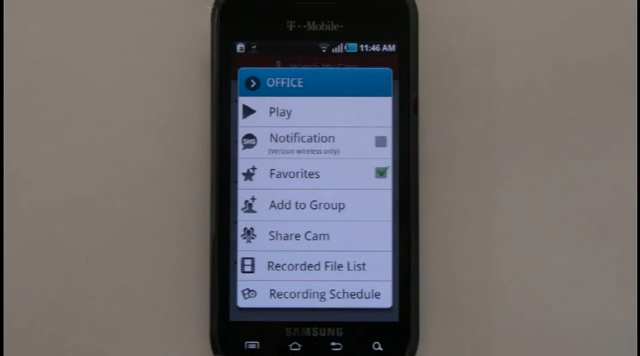 T··Mobile·
11:46 AM
OFFICE
Play
SMS
Notification
(Verizon wireless only)
Favorites
Add to Group
Share Cam
Recorded File List
Recording Schedule
SAMSUNG